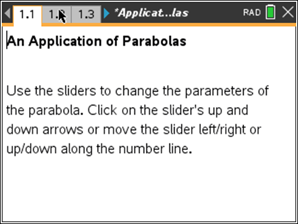 1.1 1.2 1.3 *Applicat...las RAD
An Application of Parabolas
Use the sliders to change the parameters of
the parabola. Click on the slider's up and
down arrows or move the slider left/right or
up/down along the number line.